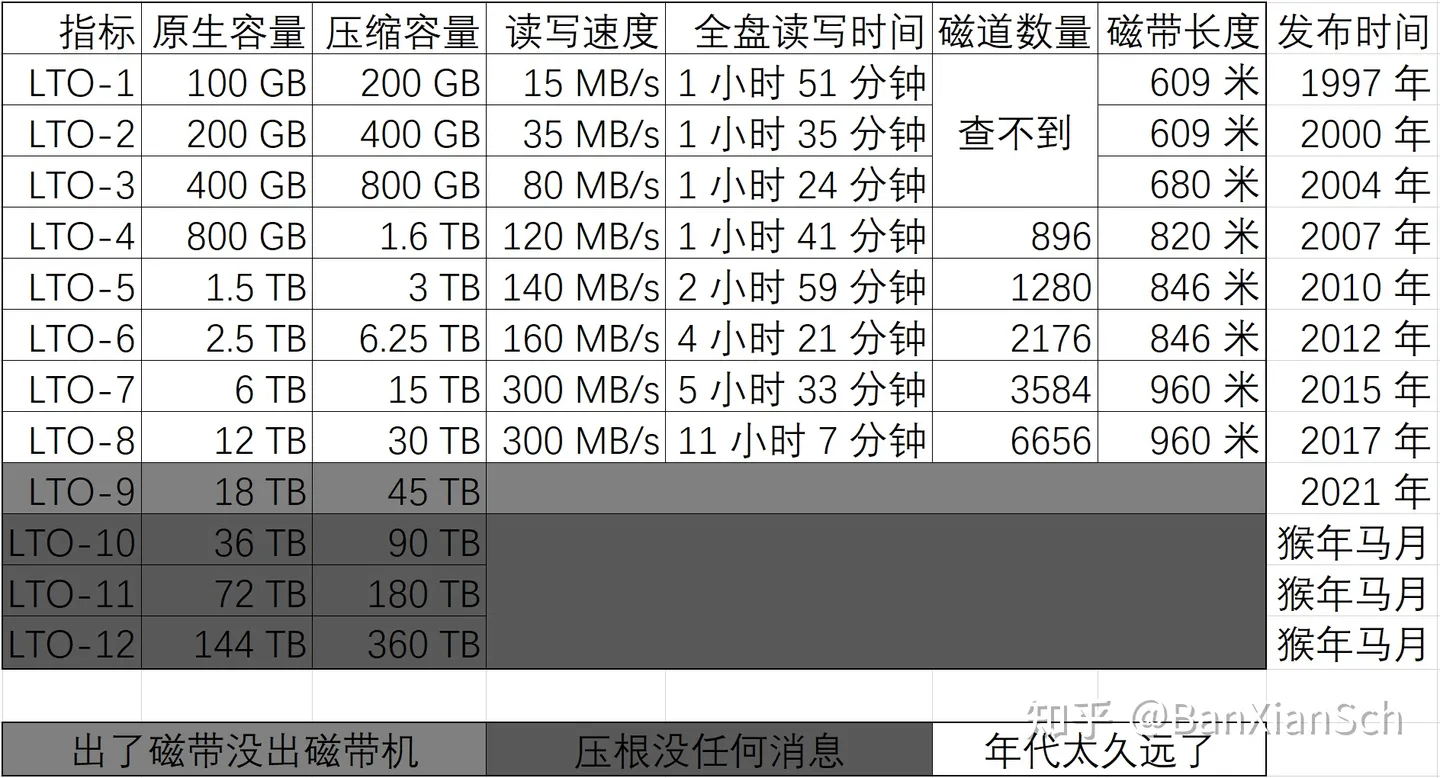 指标 原生容量 压缩容量 读写速度 全盘读写时间 磁道数量 磁带长度 发布时间
LTO-1 100 GB 200 GB 15 MB/s 1 小时 51 分钟 609 米 1997 年
LTO-2 200 GB 400 GB 35 MB/s 1 小时 35 分钟 查不到 609 米 2000 年
LTO-3 400 GB 800 GB 80 MB/s 1 小时 24 分钟 680 米 2004 年
LTO-4 800 GB 1.6 TB 120 MB/s 1 小时 41 分钟 896 820 米 2007 年
LTO-5 1.5 TB 3 TB 140 MB/s 2 小时 59 分钟 1280 846 米 2010 年
LTO-6 2.5 TB 6.25 TB 160 MB/s 4 小时 21 分钟 2176 846 米 2012 年
LTO-7 6 TB 15 TB 300 MB/s 5 小时 33 分钟 3584 960 米 2015 年
LTO-8 12 TB 30 TB 300 MB/s 11 小时 7 分钟 6656 960 米 2017 年
LTO-9 18 TB 45 TB 2021 年
LTO-10 36 TB 90 TB 猴年马月
LTO-11 72 TB 180 TB 猴年马月
LTO-12 144 TB 360 TB 猴年马月
知乎 @BanXianSch
出了磁带没出磁带机 压根没任何消息 年代太久远了